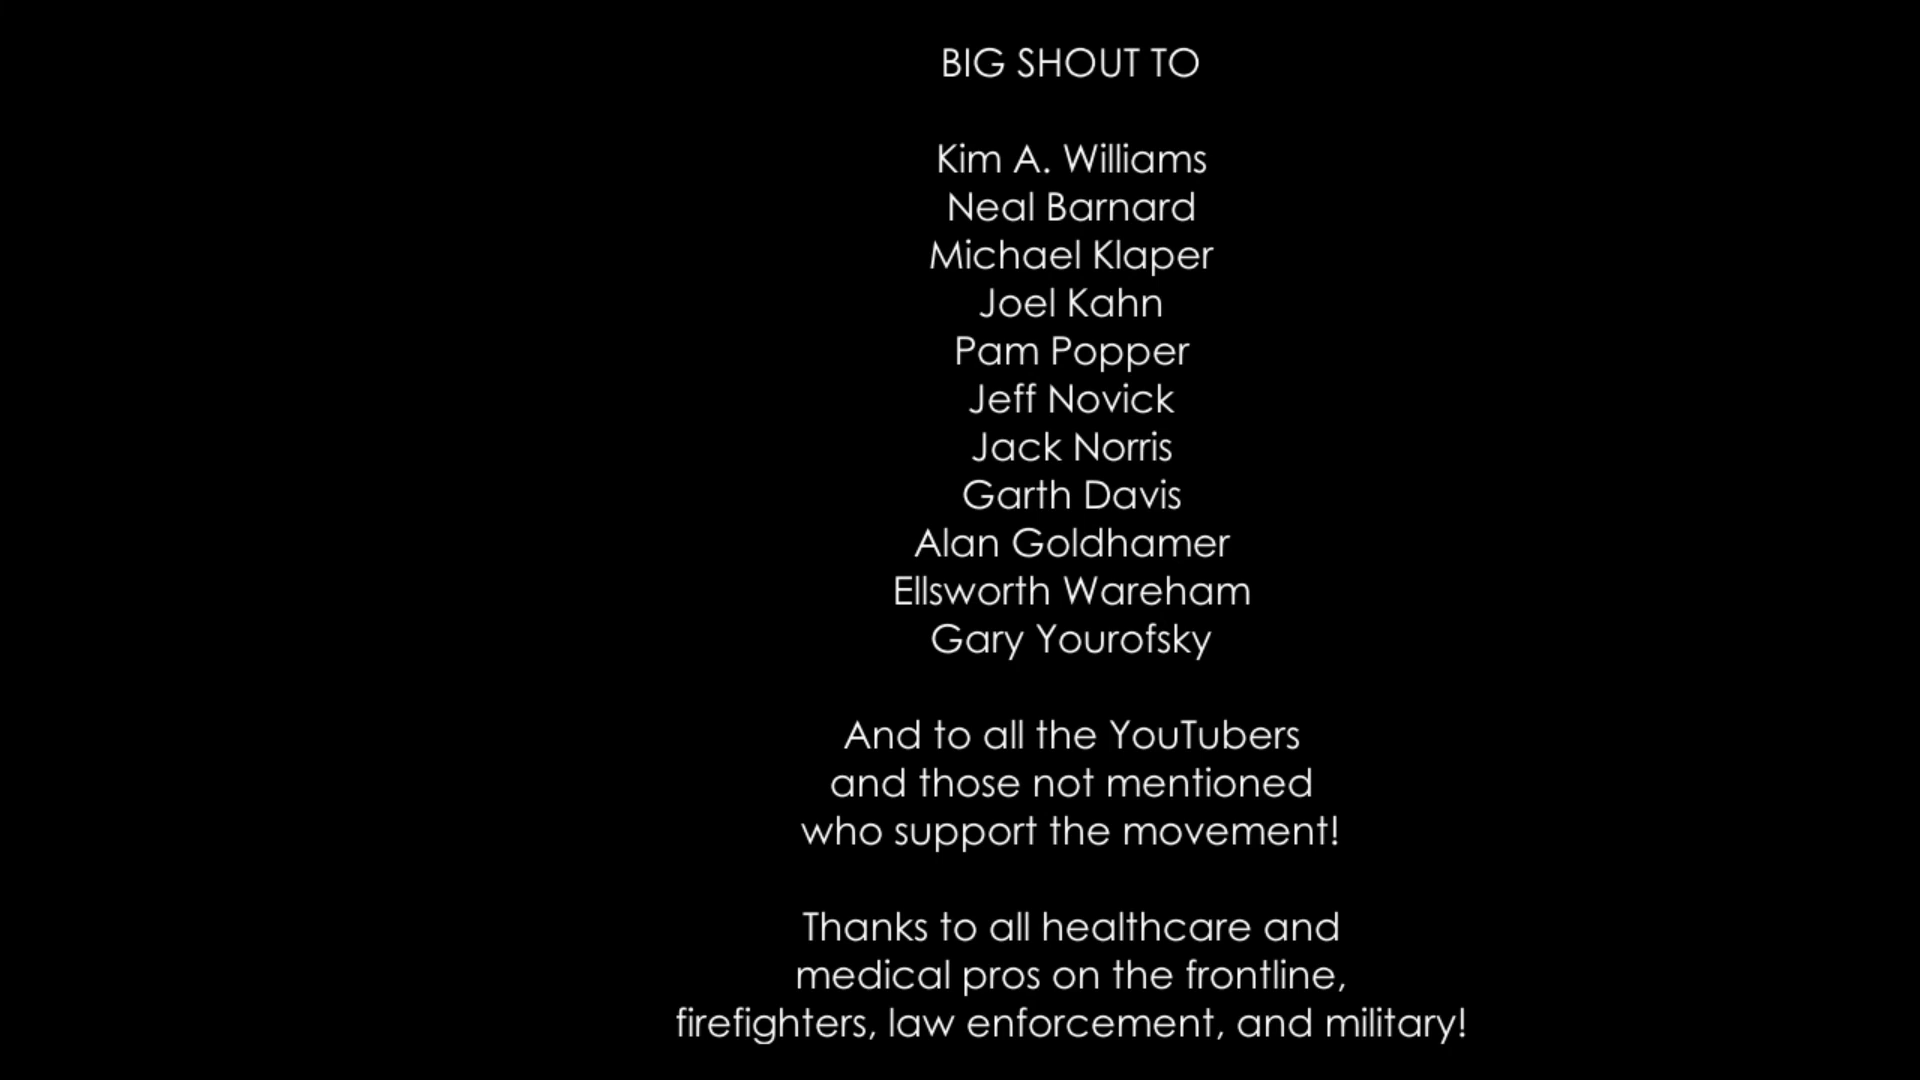 BIG SHOUT TO
Kim A. Williams
Neal Barnard
Michael Klaper
Joel Kahn
Pam Popper
Jeff Novick
Jack Norris
Garth Davis
Alan Goldhamer
Ellsworth Wareham
Gary Yourofsky
And to all the YouTubers
and those not mentioned
who support the movement!
Thanks to all healthcare and
medical pros on the frontline,
firefighters, law enforcement, and military!